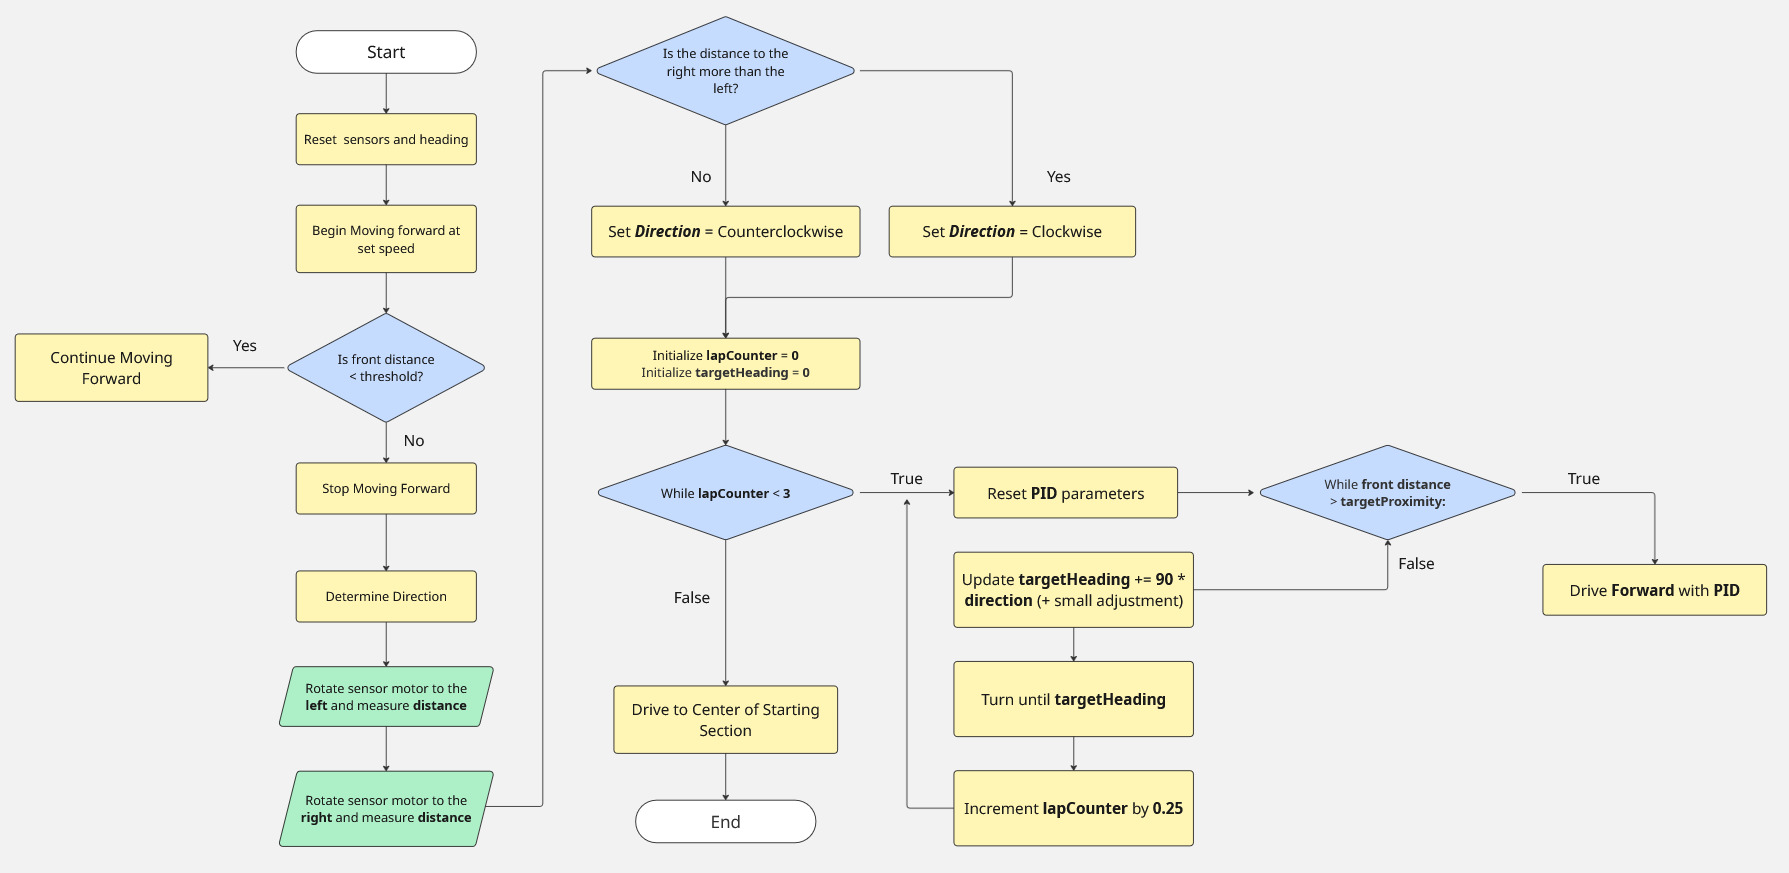 Start
Reset  sensors and heading
Begin Moving forward at
set speed
Is front distance
< threshold?
Yes
Continue Moving
Forward
No
Stop Moving Forward
Determine Direction
Rotate sensor motor to the
left and measure distance
Rotate sensor motor to the
right and measure distance
Is the distance to the
right more than the
left?
No
Yes
Set Direction = Counterclockwise
Set Direction = Clockwise
Initialize lapCounter = 0
Initialize targetHeading = 0
While lapCounter < 3
True
False
Drive to Center of Starting
Section
End
Reset PID parameters
While front distance
> targetProximity:
True
False
Drive Forward with PID
Update targetHeading += 90 *
direction (+ small adjustment)
Turn until targetHeading
Increment lapCounter by 0.25